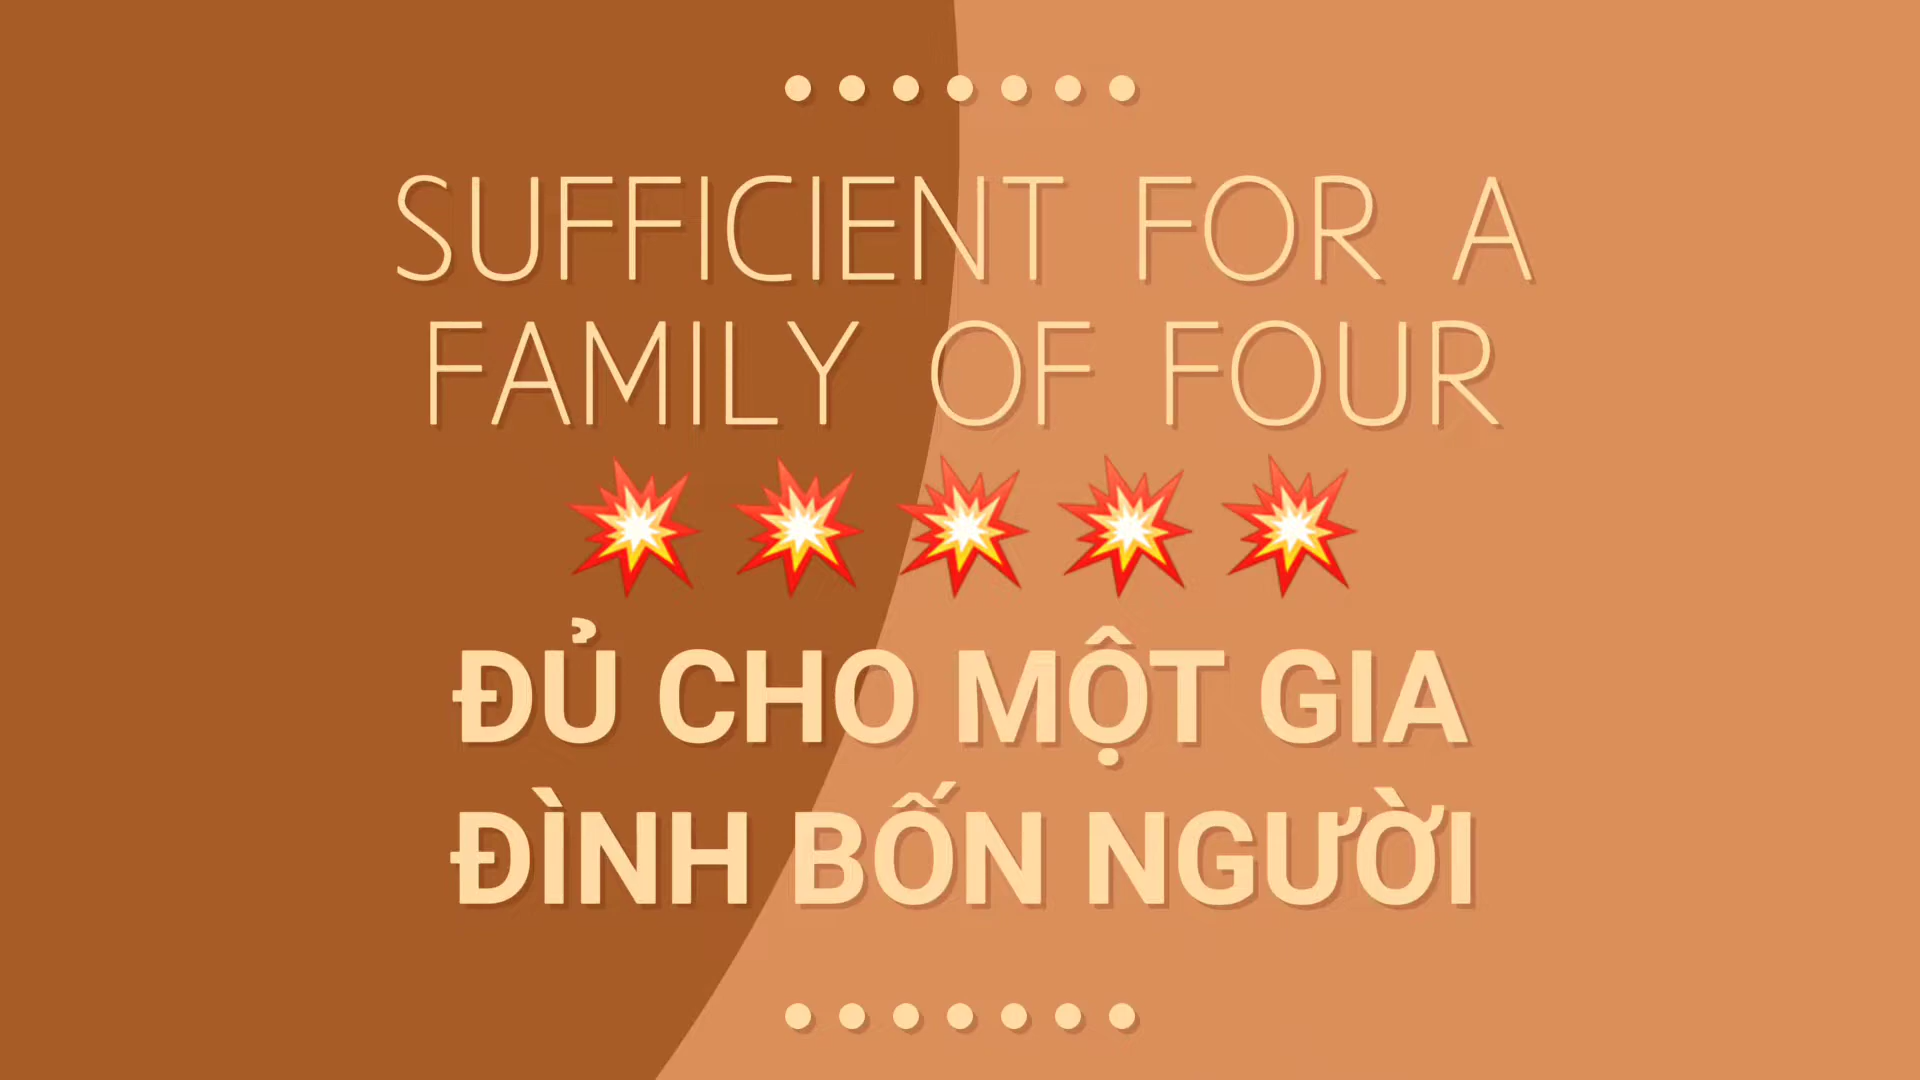 SUFFICIENT FOR A
FAMILY OF FOUR
💥💥💥💥💥
ĐỦ CHO MỘT GIA
ĐÌNH BỐN NGƯỜI